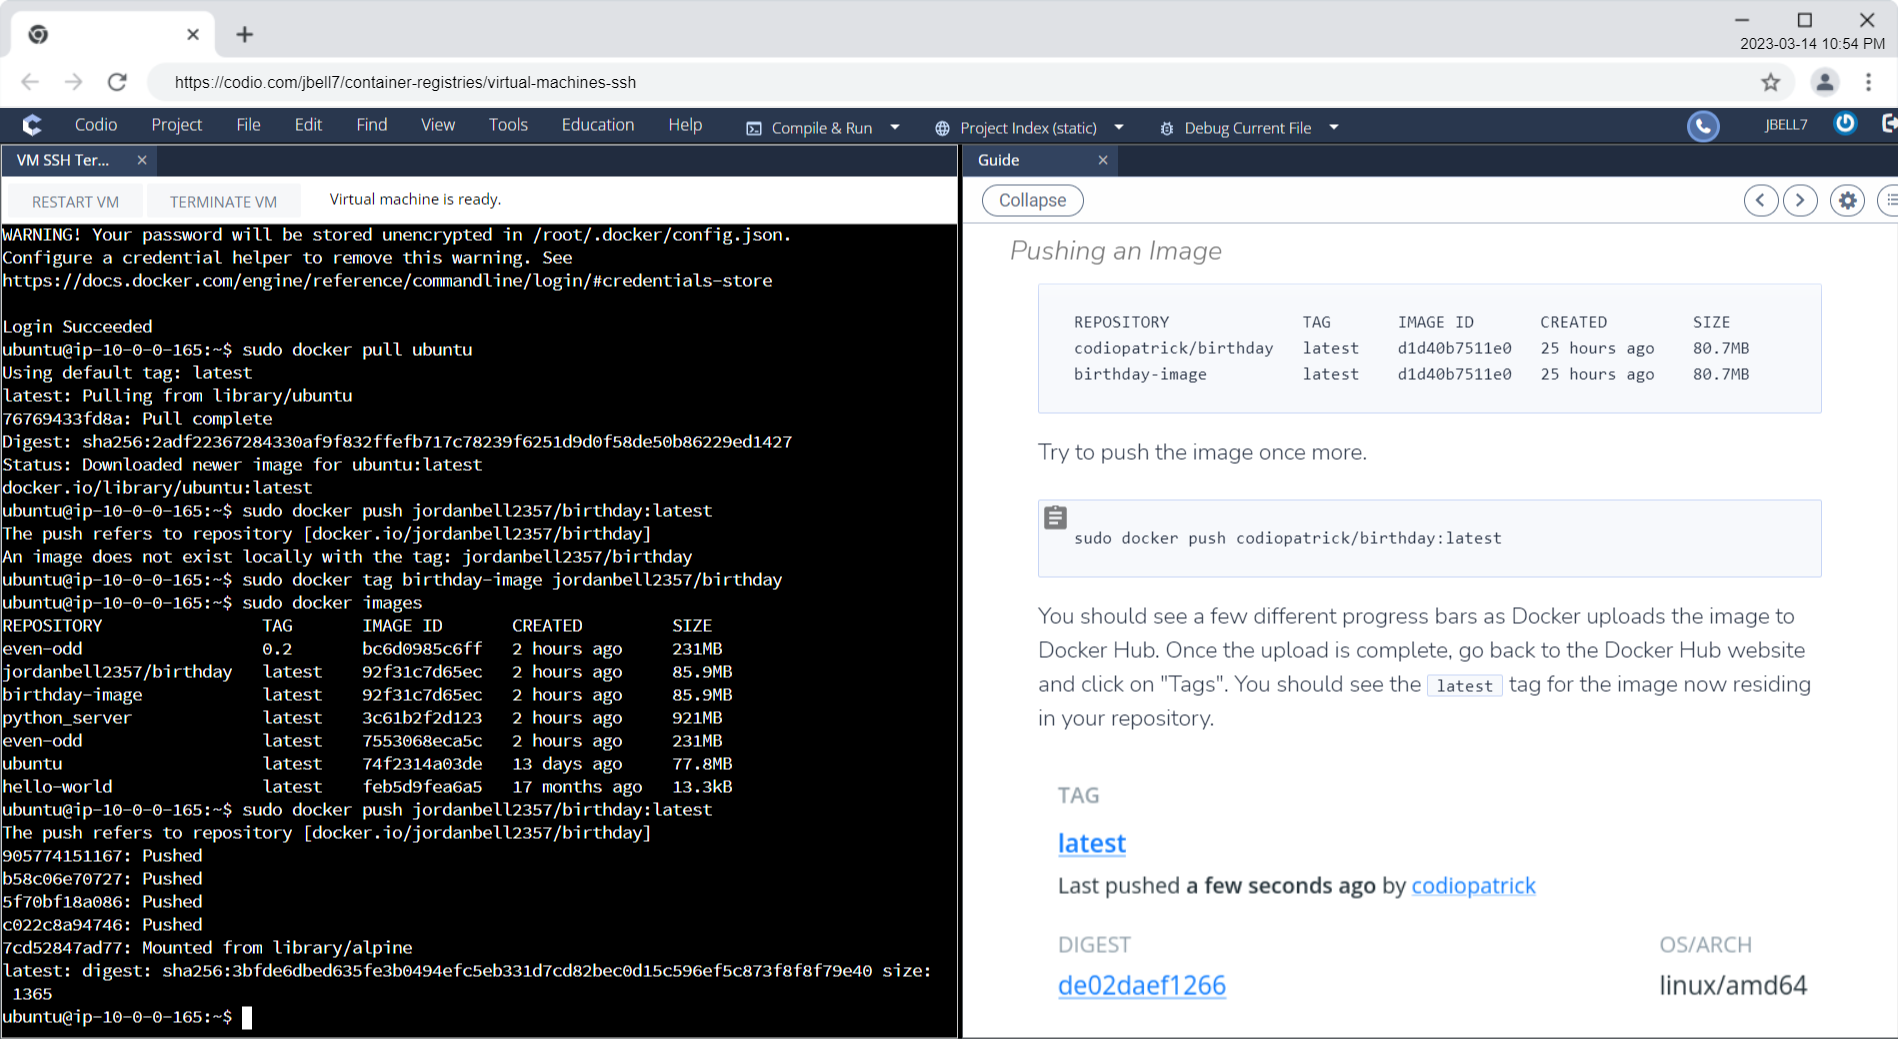 2023-03-14 10:54 PM
https://codio.com/jbell7/container-registries/virtual-machines-ssh
Codio Project File Edit Find View Tools Education Help Compile & Run Project Index (static) Debug Current File JBELL7
VM SSH Ter...
RESTART VM TERMINATE VM Virtual machine is ready.
WARNING! Your password will be stored unencrypted in /root/.docker/config.json.
Configure a credential helper to remove this warning. See
https://docs.docker.com/engine/reference/commandline/login/#credentials-store
Login Succeeded
ubuntu@ip-10-0-0-165:~$ sudo docker pull ubuntu
Using default tag: latest
latest: Pulling from library/ubuntu
76769433fd8a: Pull complete
Digest: sha256:2adf22367284330af9f832ffefb717c78239f6251d9d0f58de50b86229ed1427
Status: Downloaded newer image for ubuntu:latest
docker.io/library/ubuntu:latest
ubuntu@ip-10-0-0-165:~$ sudo docker push jordanbell2357/birthday:latest
The push refers to repository [docker.io/jordanbell2357/birthday]
An image does not exist locally with the tag: jordanbell2357/birthday
ubuntu@ip-10-0-0-165:~$ sudo docker tag birthday-image jordanbell2357/birthday
ubuntu@ip-10-0-0-165:~$ sudo docker images
REPOSITORY TAG IMAGE ID CREATED SIZE
even-odd 0.2 bc6d0985c6ff 2 hours ago 231MB
jordanbell2357/birthday latest 92f31c7d65ec 2 hours ago 85.9MB
birthday-image latest 92f31c7d65ec 2 hours ago 85.9MB
python_server latest 3c61b2f2d123 2 hours ago 921MB
even-odd latest 7553068eca5c 2 hours ago 231MB
ubuntu latest 74f2314a03de 13 days ago 77.8MB
hello-world latest feb5d9fea6a5 17 months ago 13.3kB
ubuntu@ip-10-0-0-165:~$ sudo docker push jordanbell2357/birthday:latest
The push refers to repository [docker.io/jordanbell2357/birthday]
905774151167: Pushed
b58c06e70727: Pushed
5f70bf18a086: Pushed
c022c8a94746: Pushed
7cd52847ad77: Mounted from library/alpine
latest: digest: sha256:3bfde6dbed635fe3b0494efc5eb331d7cd82bec0d15c596ef5c873f8f8f79e40 size:
1365
ubuntu@ip-10-0-0-165:~$
Guide
Collapse
Pushing an Image
REPOSITORY TAG IMAGE ID CREATED SIZE
codiopatrick/birthday latest d1d40b7511e0 25 hours ago 80.7MB
birthday-image latest d1d40b7511e0 25 hours ago 80.7MB
Try to push the image once more.
sudo docker push codiopatrick/birthday:latest
You should see a few different progress bars as Docker uploads the image to
Docker Hub. Once the upload is complete, go back to the Docker Hub website
and click on "Tags". You should see the latest tag for the image now residing
in your repository.
TAG
latest
Last pushed a few seconds ago by codiopatrick
DIGEST OS/ARCH
de02daef1266 linux/amd64